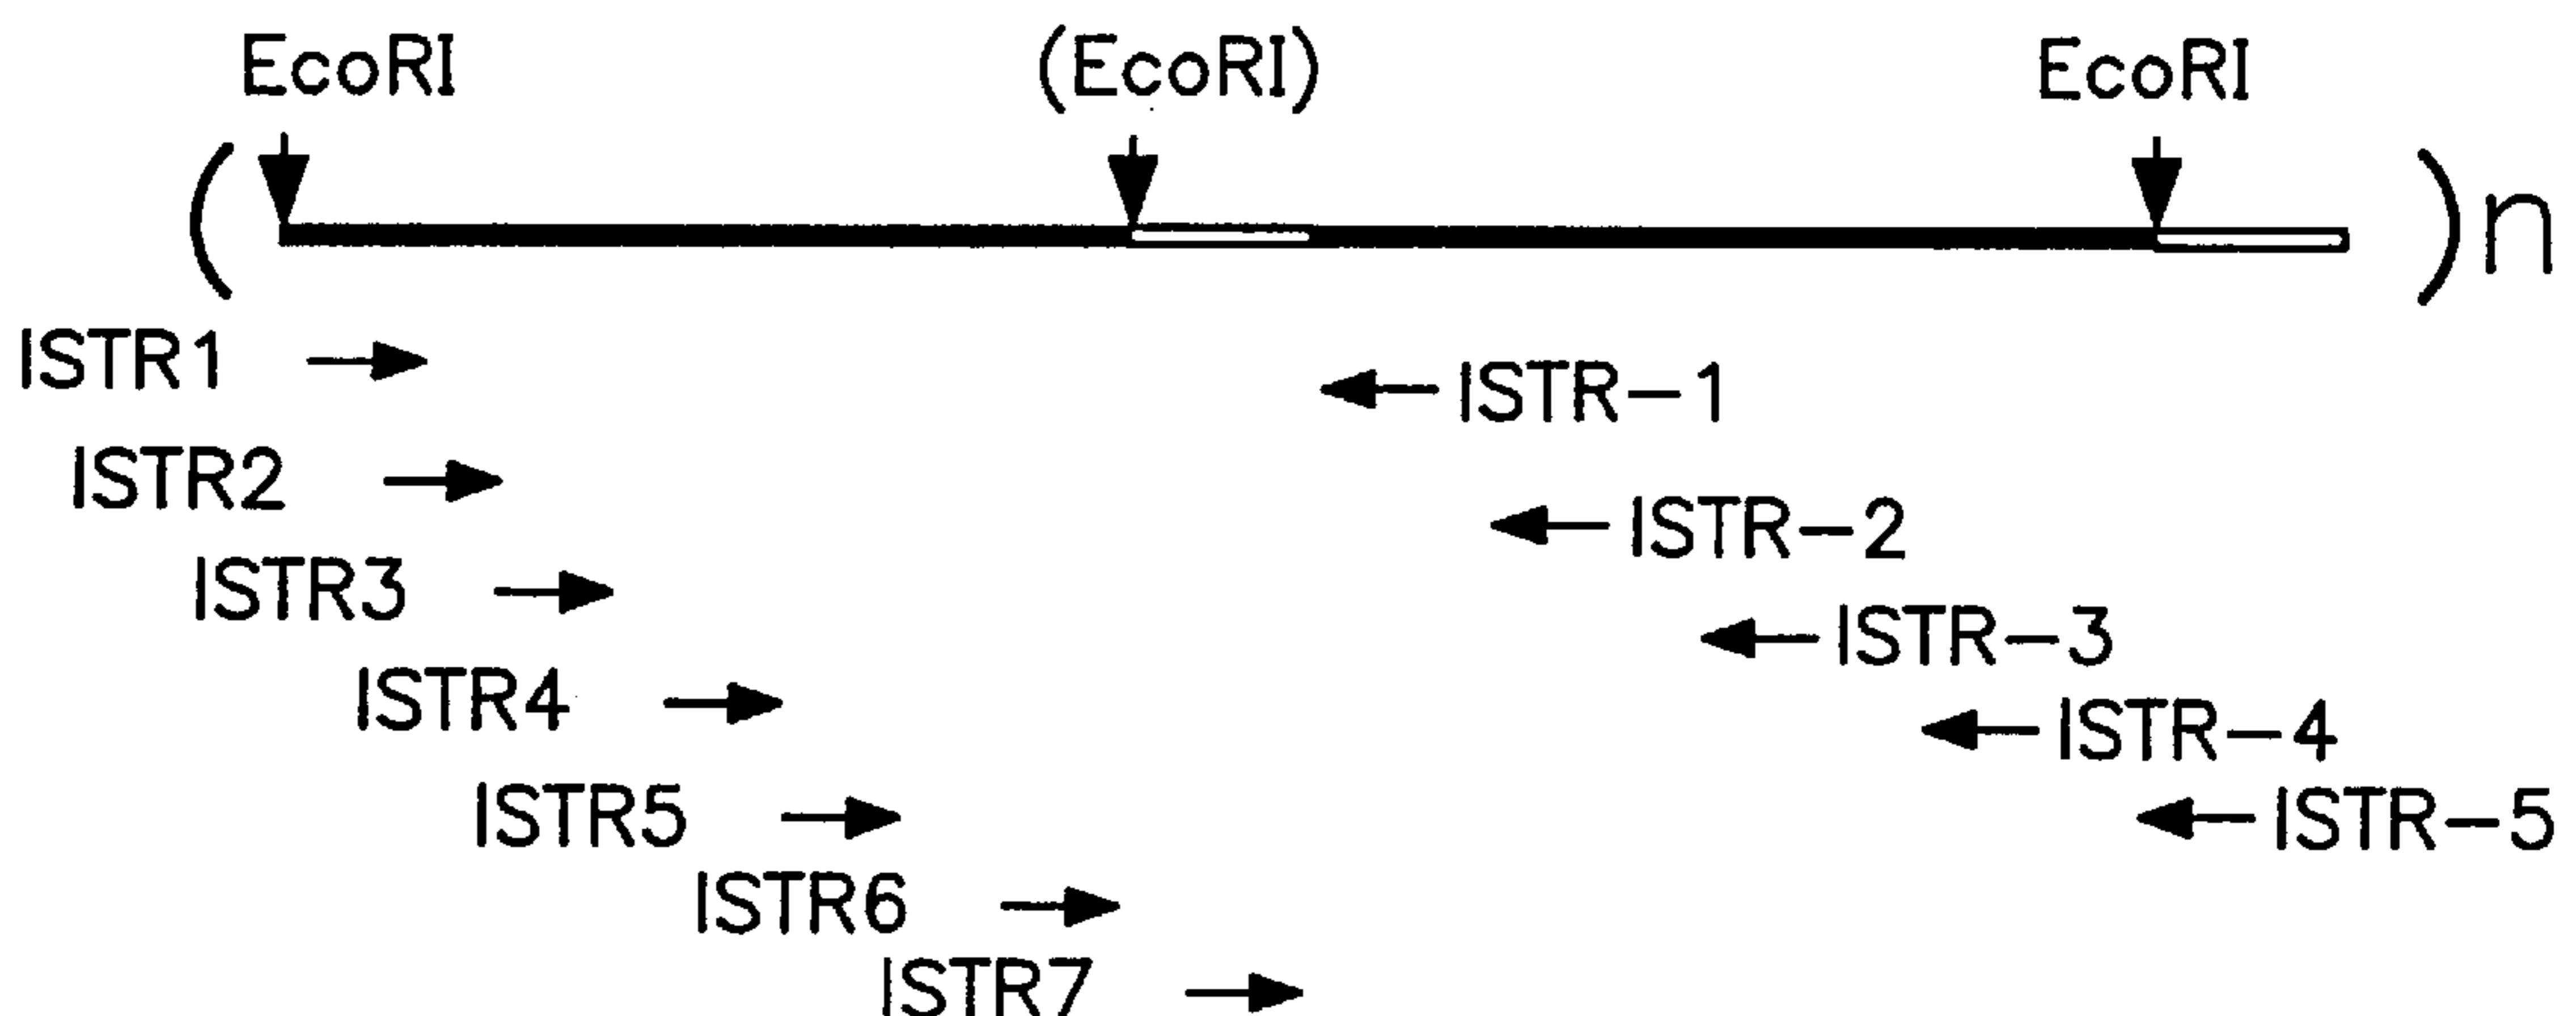 EcoRI (EcoRI) EcoRI
( ) n
ISTR1
ISTR-1
ISTR2
ISTR-2
ISTR3
ISTR-3
ISTR4
ISTR-4
ISTR5
ISTR-5
ISTR6
ISTR7